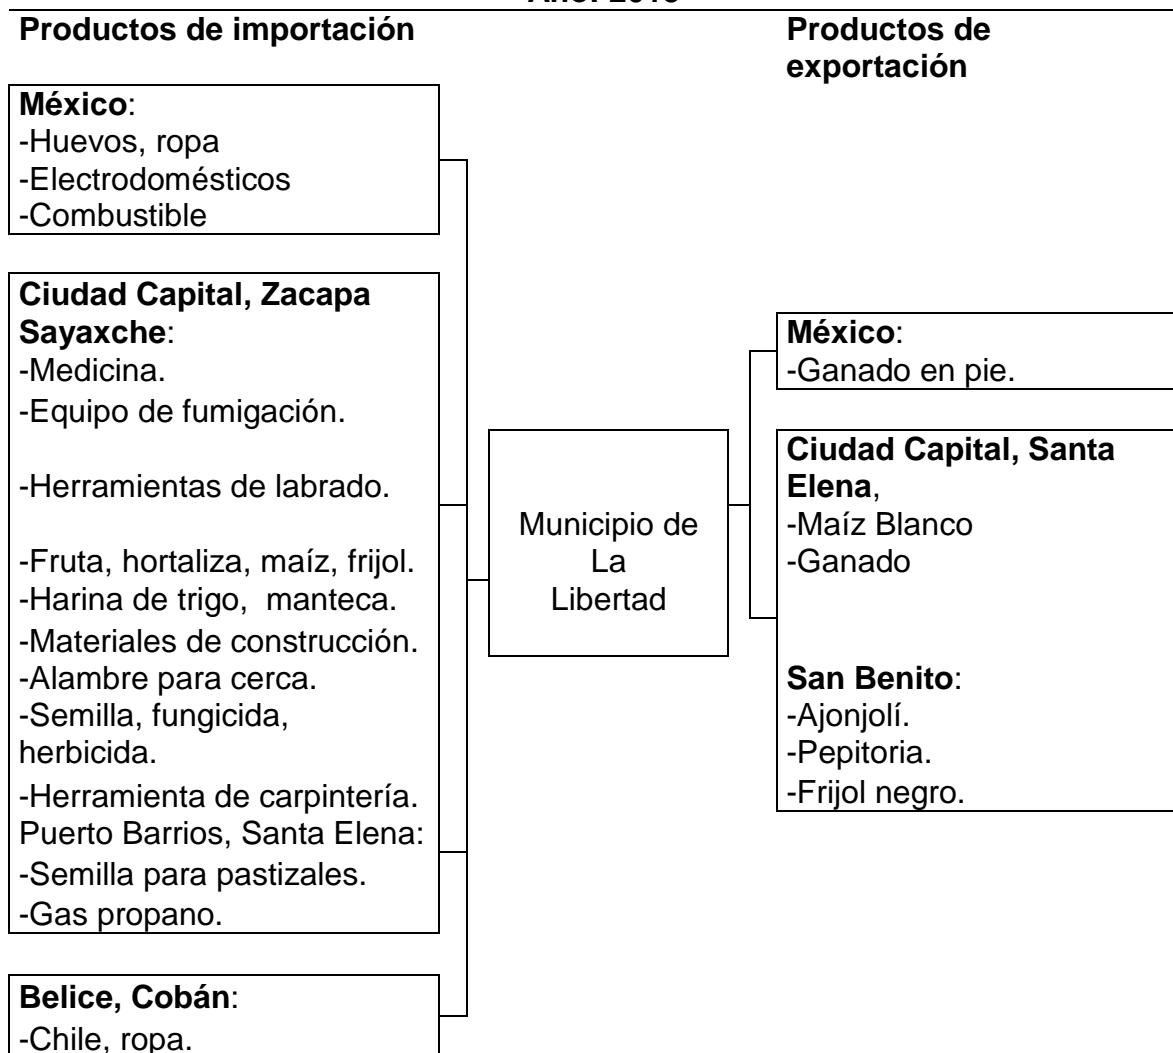 Productos de importación
Productos de
exportación
México:
-Huevos, ropa
-Electrodomésticos
-Combustible
Ciudad Capital, Zacapa
Sayaxche:
-Medicina.
-Equipo de fumigación.
-Herramientas de labrado.
-Fruta, hortaliza, maíz, frijol.
-Harina de trigo, manteca.
-Materiales de construcción.
-Alambre para cerca.
-Semilla, fungicida,
herbicida.
-Herramienta de carpintería.
Puerto Barrios, Santa Elena:
-Semilla para pastizales.
-Gas propano.
Belice, Cobán:
-Chile, ropa.
Municipio de
La
Libertad
México:
-Ganado en pie.
Ciudad Capital, Santa
Elena,
-Maíz Blanco
-Ganado
San Benito:
-Ajonjolí.
-Pepitoria.
-Frijol negro.